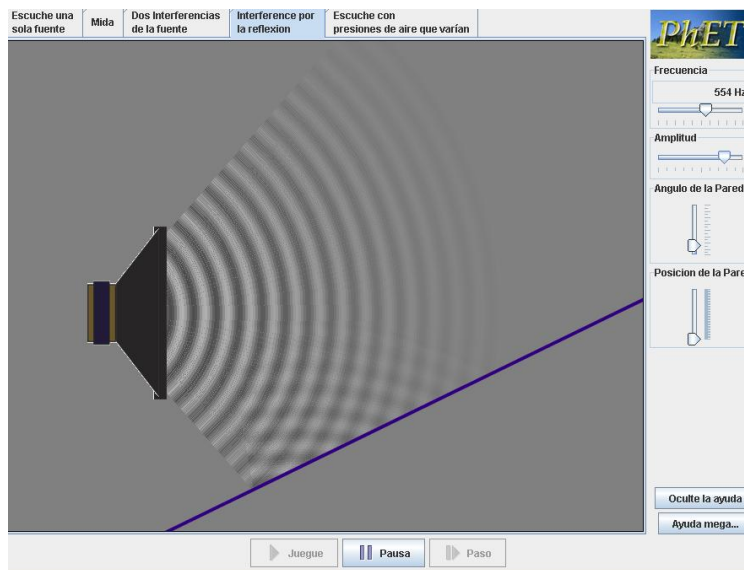 Escuche una
sola fuente
Mida
Dos Interferencias
de la fuente
Interference por
la reflexion
Escuche con
presiones de aire que varían
PhET
Frecuencia
554 Hz
Amplitud
Angulo de la Pared
Posicion de la Pare
Oculte la ayuda
Ayuda mega...
Juegue
Pausa
Paso